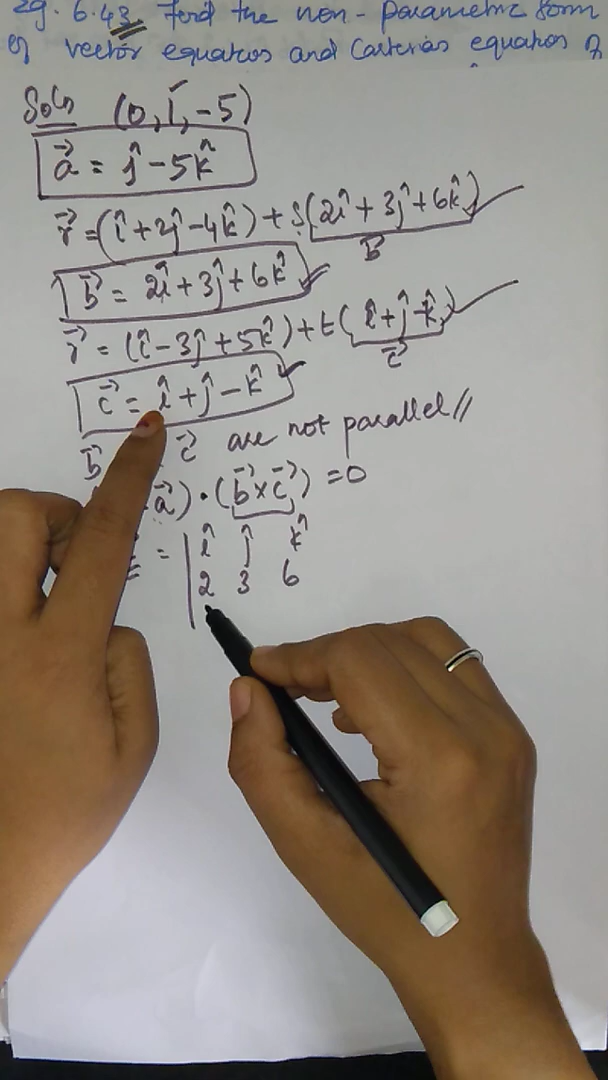 eg. 6.43. Find the non-parametric form
of vector equation and Cartesian equation of
Soln (0, 1, -5)
a⃗ = ĵ - 5k̂
r⃗ = (î + 2ĵ - 4k̂) + s(2î + 3ĵ + 6k̂)
b⃗
b⃗ = 2î + 3ĵ + 6k̂
r⃗ = (î - 3ĵ + 5k̂) + t(î + ĵ - k̂)
c⃗
c⃗ = î + ĵ - k̂
b⃗ c⃗ are not parallel //
a⃗) · (b⃗ × c⃗) = 0
= | î ĵ k̂
2 3 6